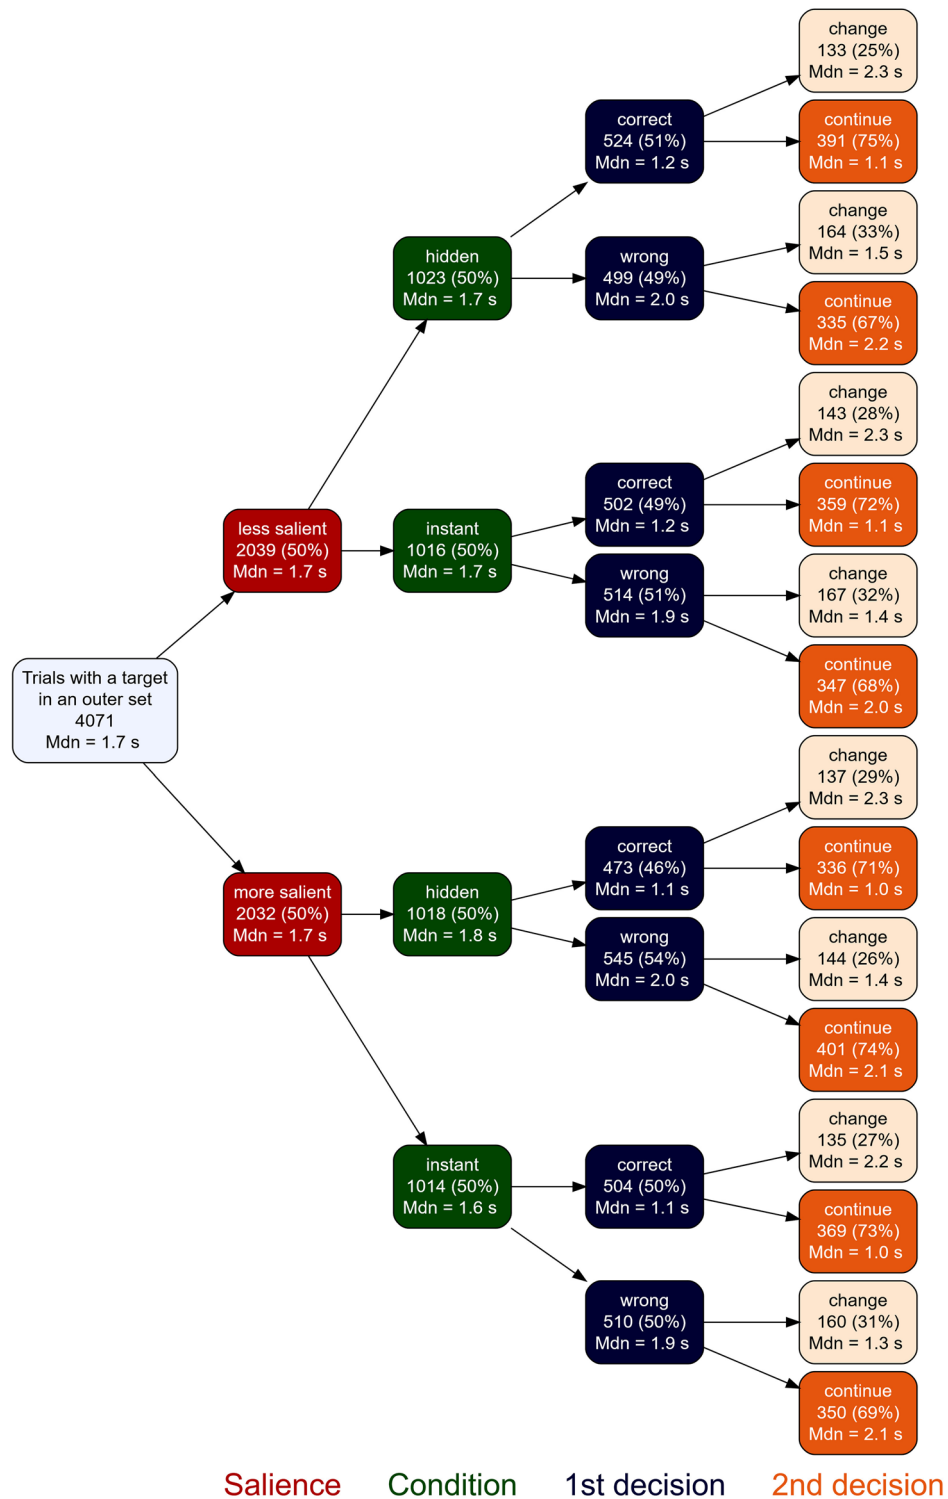 change
133 (25%)
Mdn = 2.3 s
correct
524 (51%)
Mdn = 1.2 s
continue
391 (75%)
Mdn = 1.1 s
change
164 (33%)
Mdn = 1.5 s
hidden
1023 (50%)
Mdn = 1.7 s
wrong
499 (49%)
Mdn = 2.0 s
continue
335 (67%)
Mdn = 2.2 s
change
143 (28%)
Mdn = 2.3 s
correct
502 (49%)
Mdn = 1.2 s
continue
359 (72%)
Mdn = 1.1 s
less salient
2039 (50%)
Mdn = 1.7 s
instant
1016 (50%)
Mdn = 1.7 s
wrong
514 (51%)
Mdn = 1.9 s
change
167 (32%)
Mdn = 1.4 s
continue
347 (68%)
Mdn = 2.0 s
Trials with a target
in an outer set
4071
Mdn = 1.7 s
change
137 (29%)
Mdn = 2.3 s
correct
473 (46%)
Mdn = 1.1 s
continue
336 (71%)
Mdn = 1.0 s
more salient
2032 (50%)
Mdn = 1.7 s
hidden
1018 (50%)
Mdn = 1.8 s
wrong
545 (54%)
Mdn = 2.0 s
change
144 (26%)
Mdn = 1.4 s
continue
401 (74%)
Mdn = 2.1 s
change
135 (27%)
Mdn = 2.2 s
instant
1014 (50%)
Mdn = 1.6 s
correct
504 (50%)
Mdn = 1.1 s
continue
369 (73%)
Mdn = 1.0 s
wrong
510 (50%)
Mdn = 1.9 s
change
160 (31%)
Mdn = 1.3 s
continue
350 (69%)
Mdn = 2.1 s
Salience Condition 1st decision 2nd decision